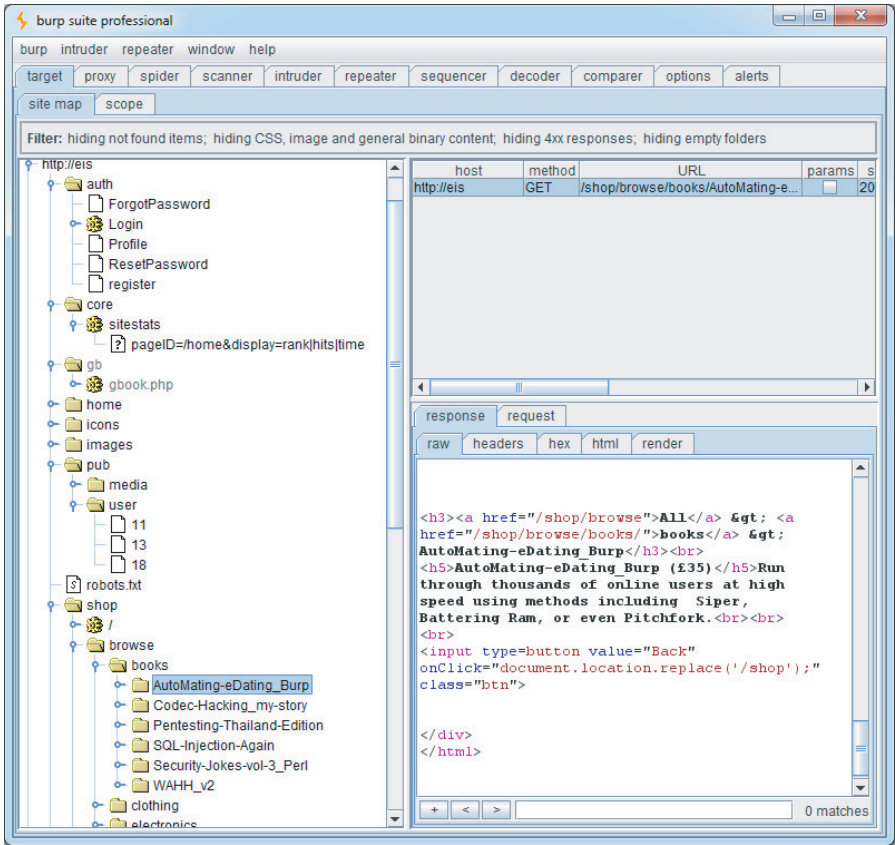 burp suite professional
burp intruder repeater window help
target proxy spider scanner intruder repeater sequencer decoder comparer options alerts
site map scope
Filter: hiding not found items; hiding CSS, image and general binary content; hiding 4xx responses; hiding empty folders
http://eis
auth
ForgotPassword
Login
Profile
ResetPassword
register
core
sitestats
pageID=/home&display=rank|hits|time
gb
gbook.php
home
icons
images
pub
media
user
11
13
18
robots.txt
shop
/
browse
books
AutoMating-eDating_Burp
Codec-Hacking_my-story
Pentesting-Thailand-Edition
SQL-Injection-Again
Security-Jokes-vol-3_Perl
WAHH_v2
clothing
electronics
host method URL params s
http://eis GET /shop/browse/books/AutoMating-e... 20
response request
raw headers hex html render
<h3><a href="/shop/browse">All</a> &gt; <a
href="/shop/browse/books/">books</a> &gt;
AutoMating-eDating_Burp</h3><br>
<h5>AutoMating-eDating_Burp (£35)</h5>Run
through thousands of online users at high
speed using methods including  Siper,
Battering Ram, or even Pitchfork.<br><br>
<br>
<input type=button value="Back"
onClick="document.location.replace('/shop');"
class="btn">
</div>
</html>
+ < > 0 matches